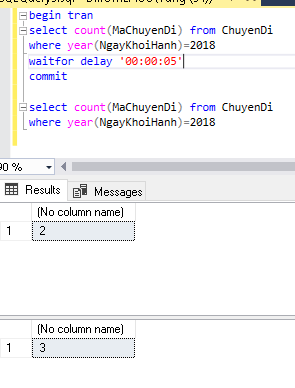 begin tran
select count(MaChuyenDi) from ChuyenDi
where year(NgayKhoiHanh)=2018
waitfor delay '00:00:05'
commit
select count(MaChuyenDi) from ChuyenDi
where year(NgayKhoiHanh)=2018
90 %
Results Messages
(No column name)
1 2
(No column name)
1 3